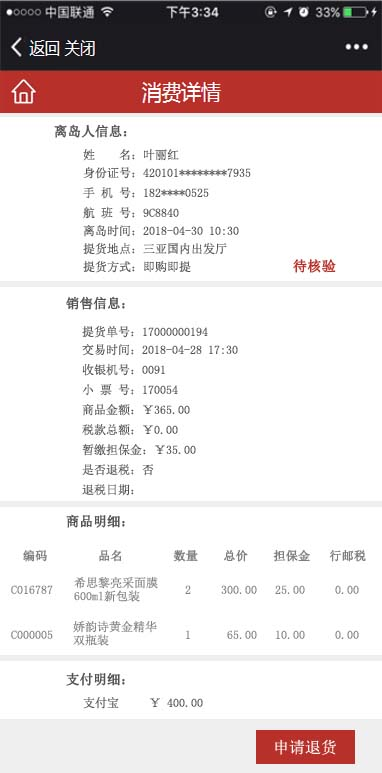 中国联通 下午3:34 33%
返回 关闭
消费详情
离岛人信息：
姓 名：叶丽红
身份证号：420101********7935
手 机 号：182****0525
航 班 号：9C8840
离岛时间：2018-04-30 10:30
提货地点：三亚国内出发厅
提货方式：即购即提 待核验
销售信息：
提货单号：17000000194
交易时间：2018-04-28 17:30
收银机号：0091
小 票 号：170054
商品金额：￥365.00
税款总额：￥0.00
暂缴担保金：￥35.00
是否退税：否
退税日期：
商品明细：
编码 品名 数量 总价 担保金 行邮税
C016787 希思黎亮采面膜 2 300.00 25.00 0.00
600ml新包装
C000005 娇韵诗黄金精华 1 65.00 10.00 0.00
双瓶装
支付明细：
支付宝 ￥ 400.00
申请退货